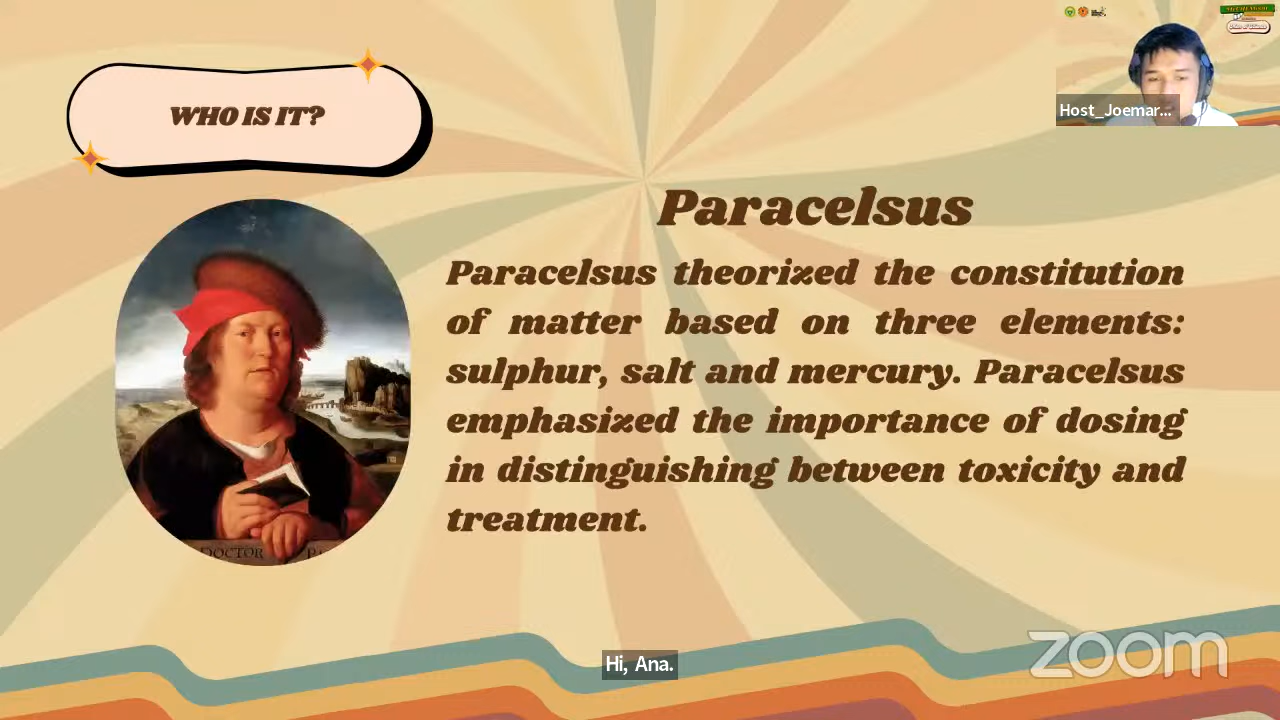 WHO IS IT?
Host_Joemar...
Paracelsus
Paracelsus theorized the constitution
of matter based on three elements:
sulphur, salt and mercury. Paracelsus
emphasized the importance of dosing
in distinguishing between toxicity and
treatment.
DOCTOR PA
Hi, Ana.
zoom